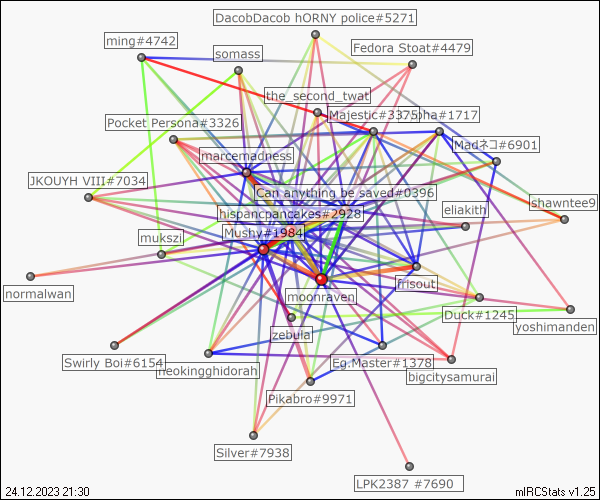 DacobDacob hORNY police#5271
ming#4742
somass
Fedora Stoat#4479
the_second_twat
Pocket Persona#3326
Majestic#3375
ha#1717
Madネコ#6901
marcemadness
JKOUYH VIII#7034
Can anything be saved#0396
hispancpancakes#2928
eliakith
shawntee9
mukszi
Mushy#1984
normalwan
moonraven
frisout
Duck#1245
yoshimanden
zebula
Swirly Boi#6154
neokingghidorah
Eg.Master#1378
bigcitysamurai
Pikabro#9971
Silver#7938
LPK2387 #7690
24.12.2023 21:30
mIRCStats v1.25